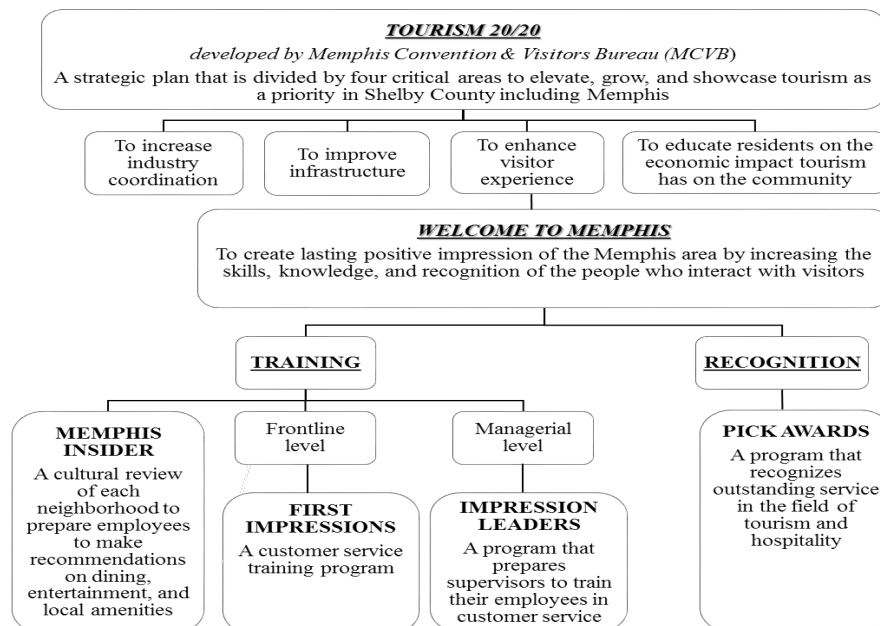 TOURISM 20/20
developed by Memphis Convention & Visitors Bureau (MCVB)
A strategic plan that is divided by four critical areas to elevate, grow, and showcase tourism as
a priority in Shelby County including Memphis
To increase
industry
coordination
To improve
infrastructure
To enhance
visitor
experience
To educate residents on the
economic impact tourism
has on the community
WELCOME TO MEMPHIS
To create lasting positive impression of the Memphis area by increasing the
skills, knowledge, and recognition of the people who interact with visitors
TRAINING
RECOGNITION
MEMPHIS
INSIDER
A cultural review
of each
neighborhood to
prepare employees
to make
recommendations
on dining,
entertainment, and
local amenities
Frontline
level
Managerial
level
FIRST
IMPRESSIONS
A customer service
training program
IMPRESSION
LEADERS
A program that
prepares
supervisors to train
their employees in
customer service
PICK AWARDS
A program that
recognizes
outstanding service
in the field of
tourism and
hospitality